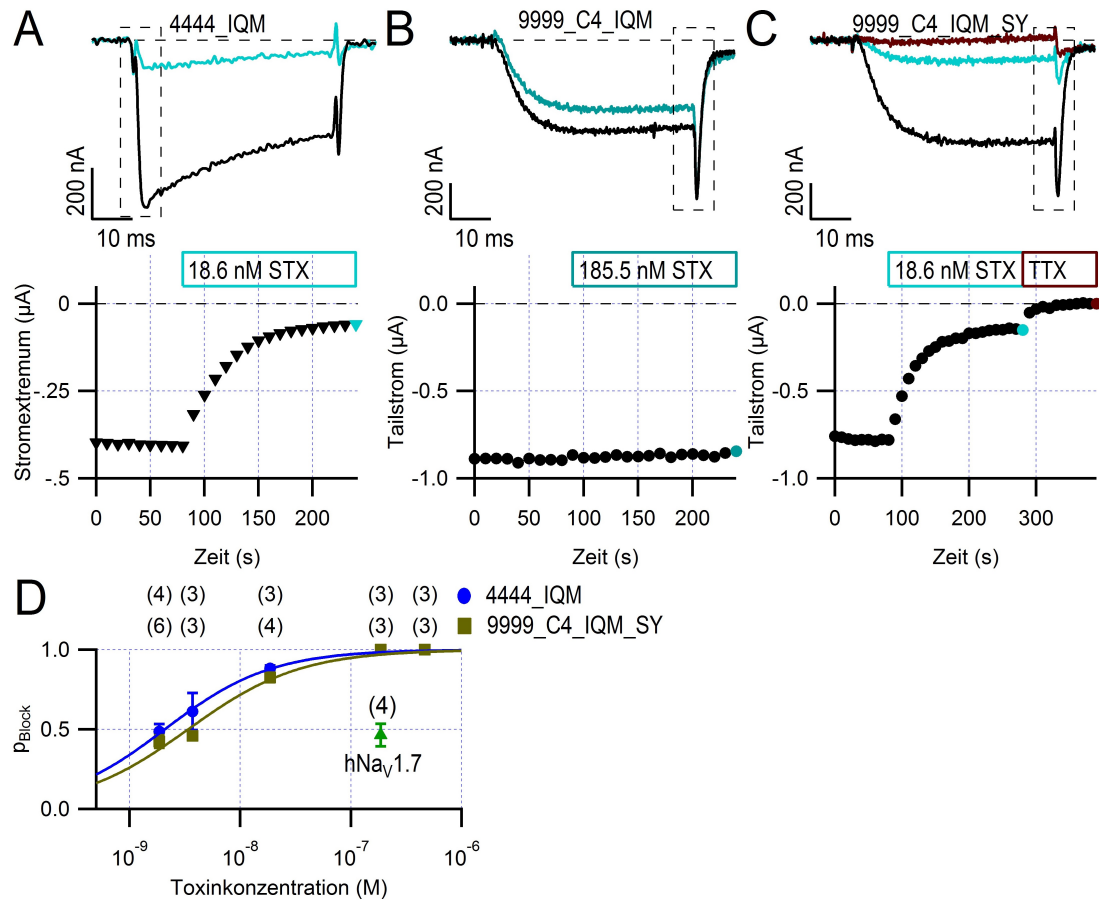 A
4444_IQM
200 nA
10 ms
18.6 nM STX
0
-.25
-.5
Stromextremum (µA)
0 50 100 150 200
Zeit (s)
B
9999_C4_IQM
200 nA
10 ms
185.5 nM STX
0.0
-0.5
-1.0
Tailstrom (µA)
0 50 100 150 200
Zeit (s)
C
9999_C4_IQM_SY
200 nA
10 ms
18.6 nM STX TTX
0.0
-0.5
-1.0
Tailstrom (µA)
0 100 200 300
Zeit (s)
D
(4) (3) (3) (3) (3) 4444_IQM
(6) (3) (4) (3) (3) 9999_C4_IQM_SY
1.0
0.5
0.0
pBlock
(4)
hNaV1.7
10-9 10-8 10-7 10-6
Toxinkonzentration (M)